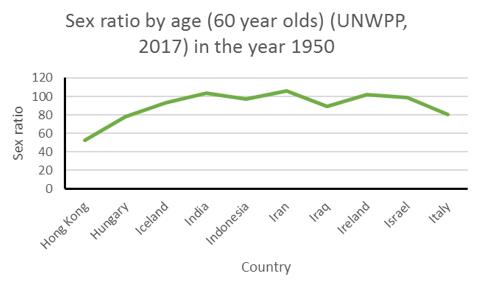 Sex ratio by age (60 year olds) (UNWPP,
2017) in the year 1950
120
100
80
60
40
20
0
Sex ratio
Hong Kong
Hungary
Iceland
India
Indonesia
Iran
Iraq
Ireland
Israel
Italy
Country